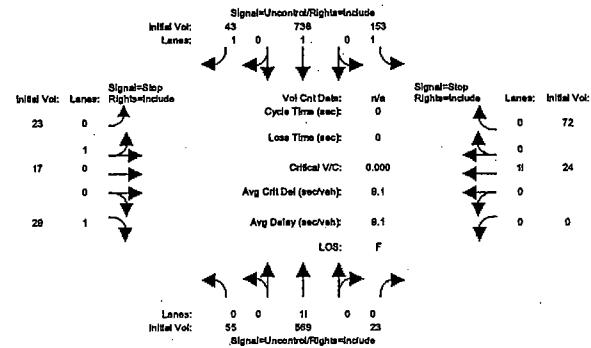 Signal=Uncontrol/Rights=Include
Initial Vol: 43 738 153
Lanes: 1 0 1 0 1
Signal=Stop
Initial Vol: Lanes: Rights=Include
Vol Cnt Date: n/a
Signal=Stop
Rights=Include Lanes: Initial Vol:
23 0
Cycle Time (sec): 0
0 72
1
Loss Time (sec): 0
0
17 0
Critical V/C: 0.000
1! 24
0
Avg Crit Del (sec/veh): 9.1
0
29 1
Avg Delay (sec/veh): 9.1
0 0
LOS: F
Lanes: 0 0 1! 0 0
Initial Vol: 55 569 23
Signal=Uncontrol/Rights=Include